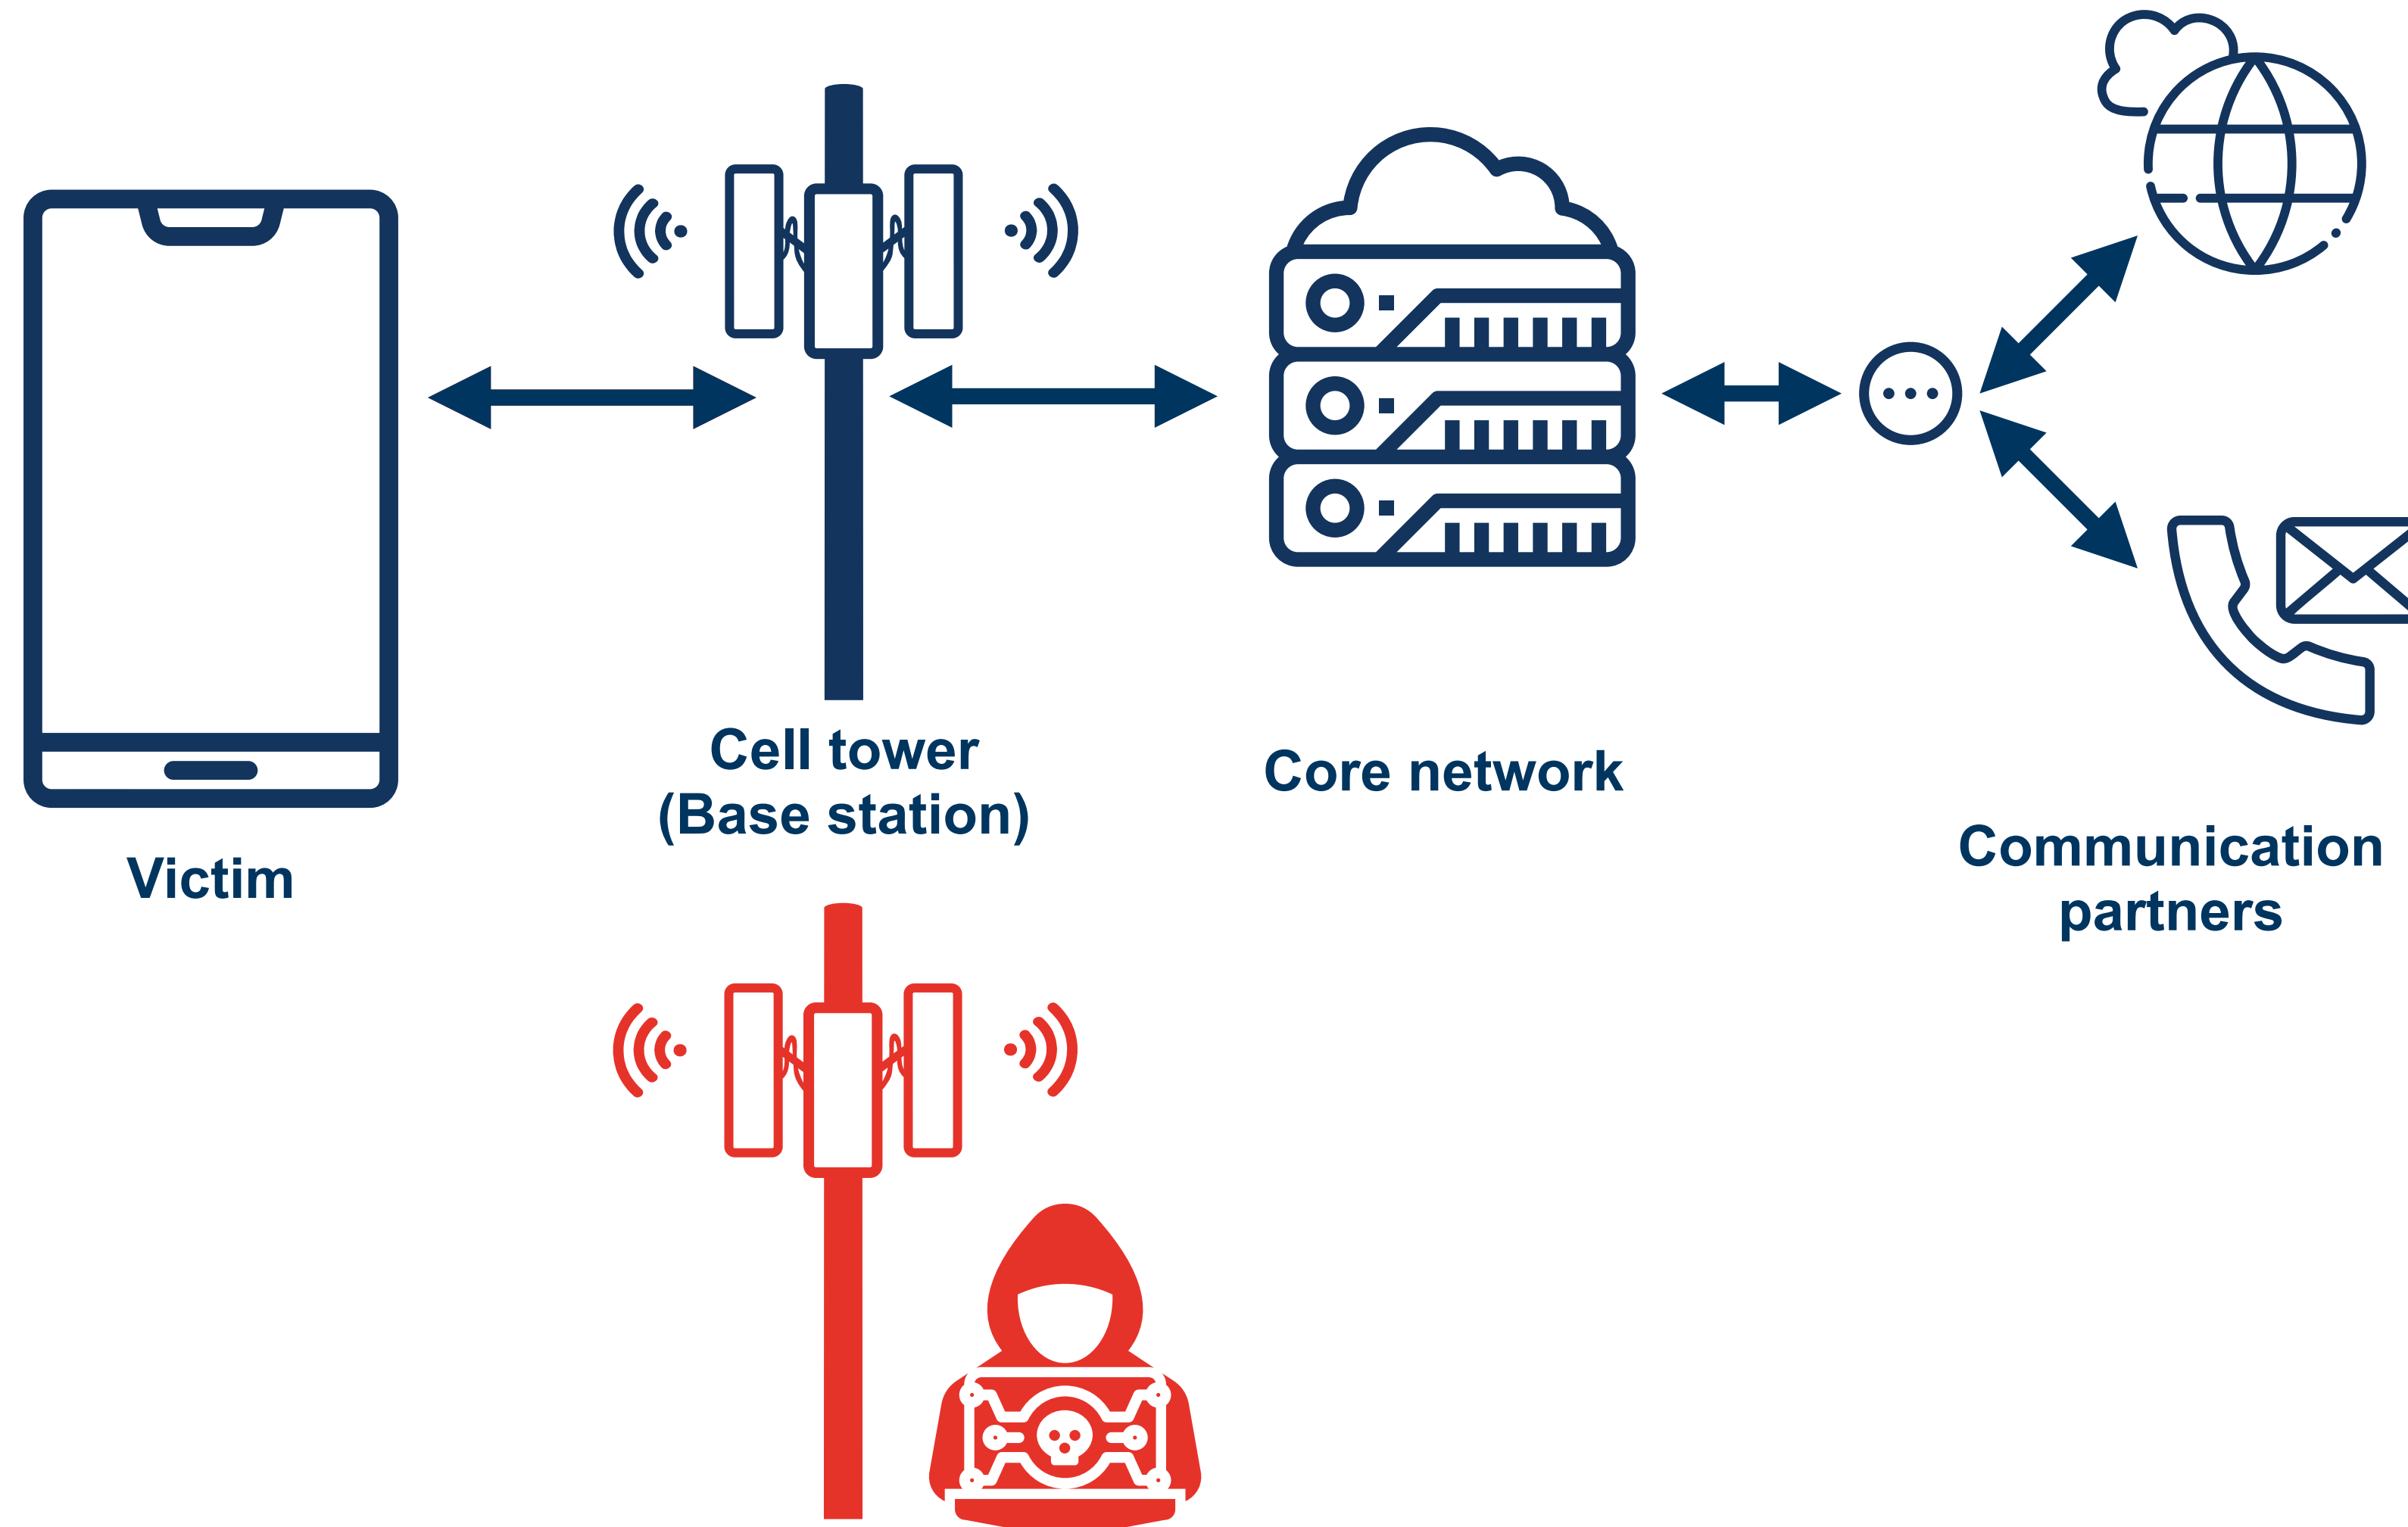 Victim
Cell tower
(Base station)
Core network
Communication
partners